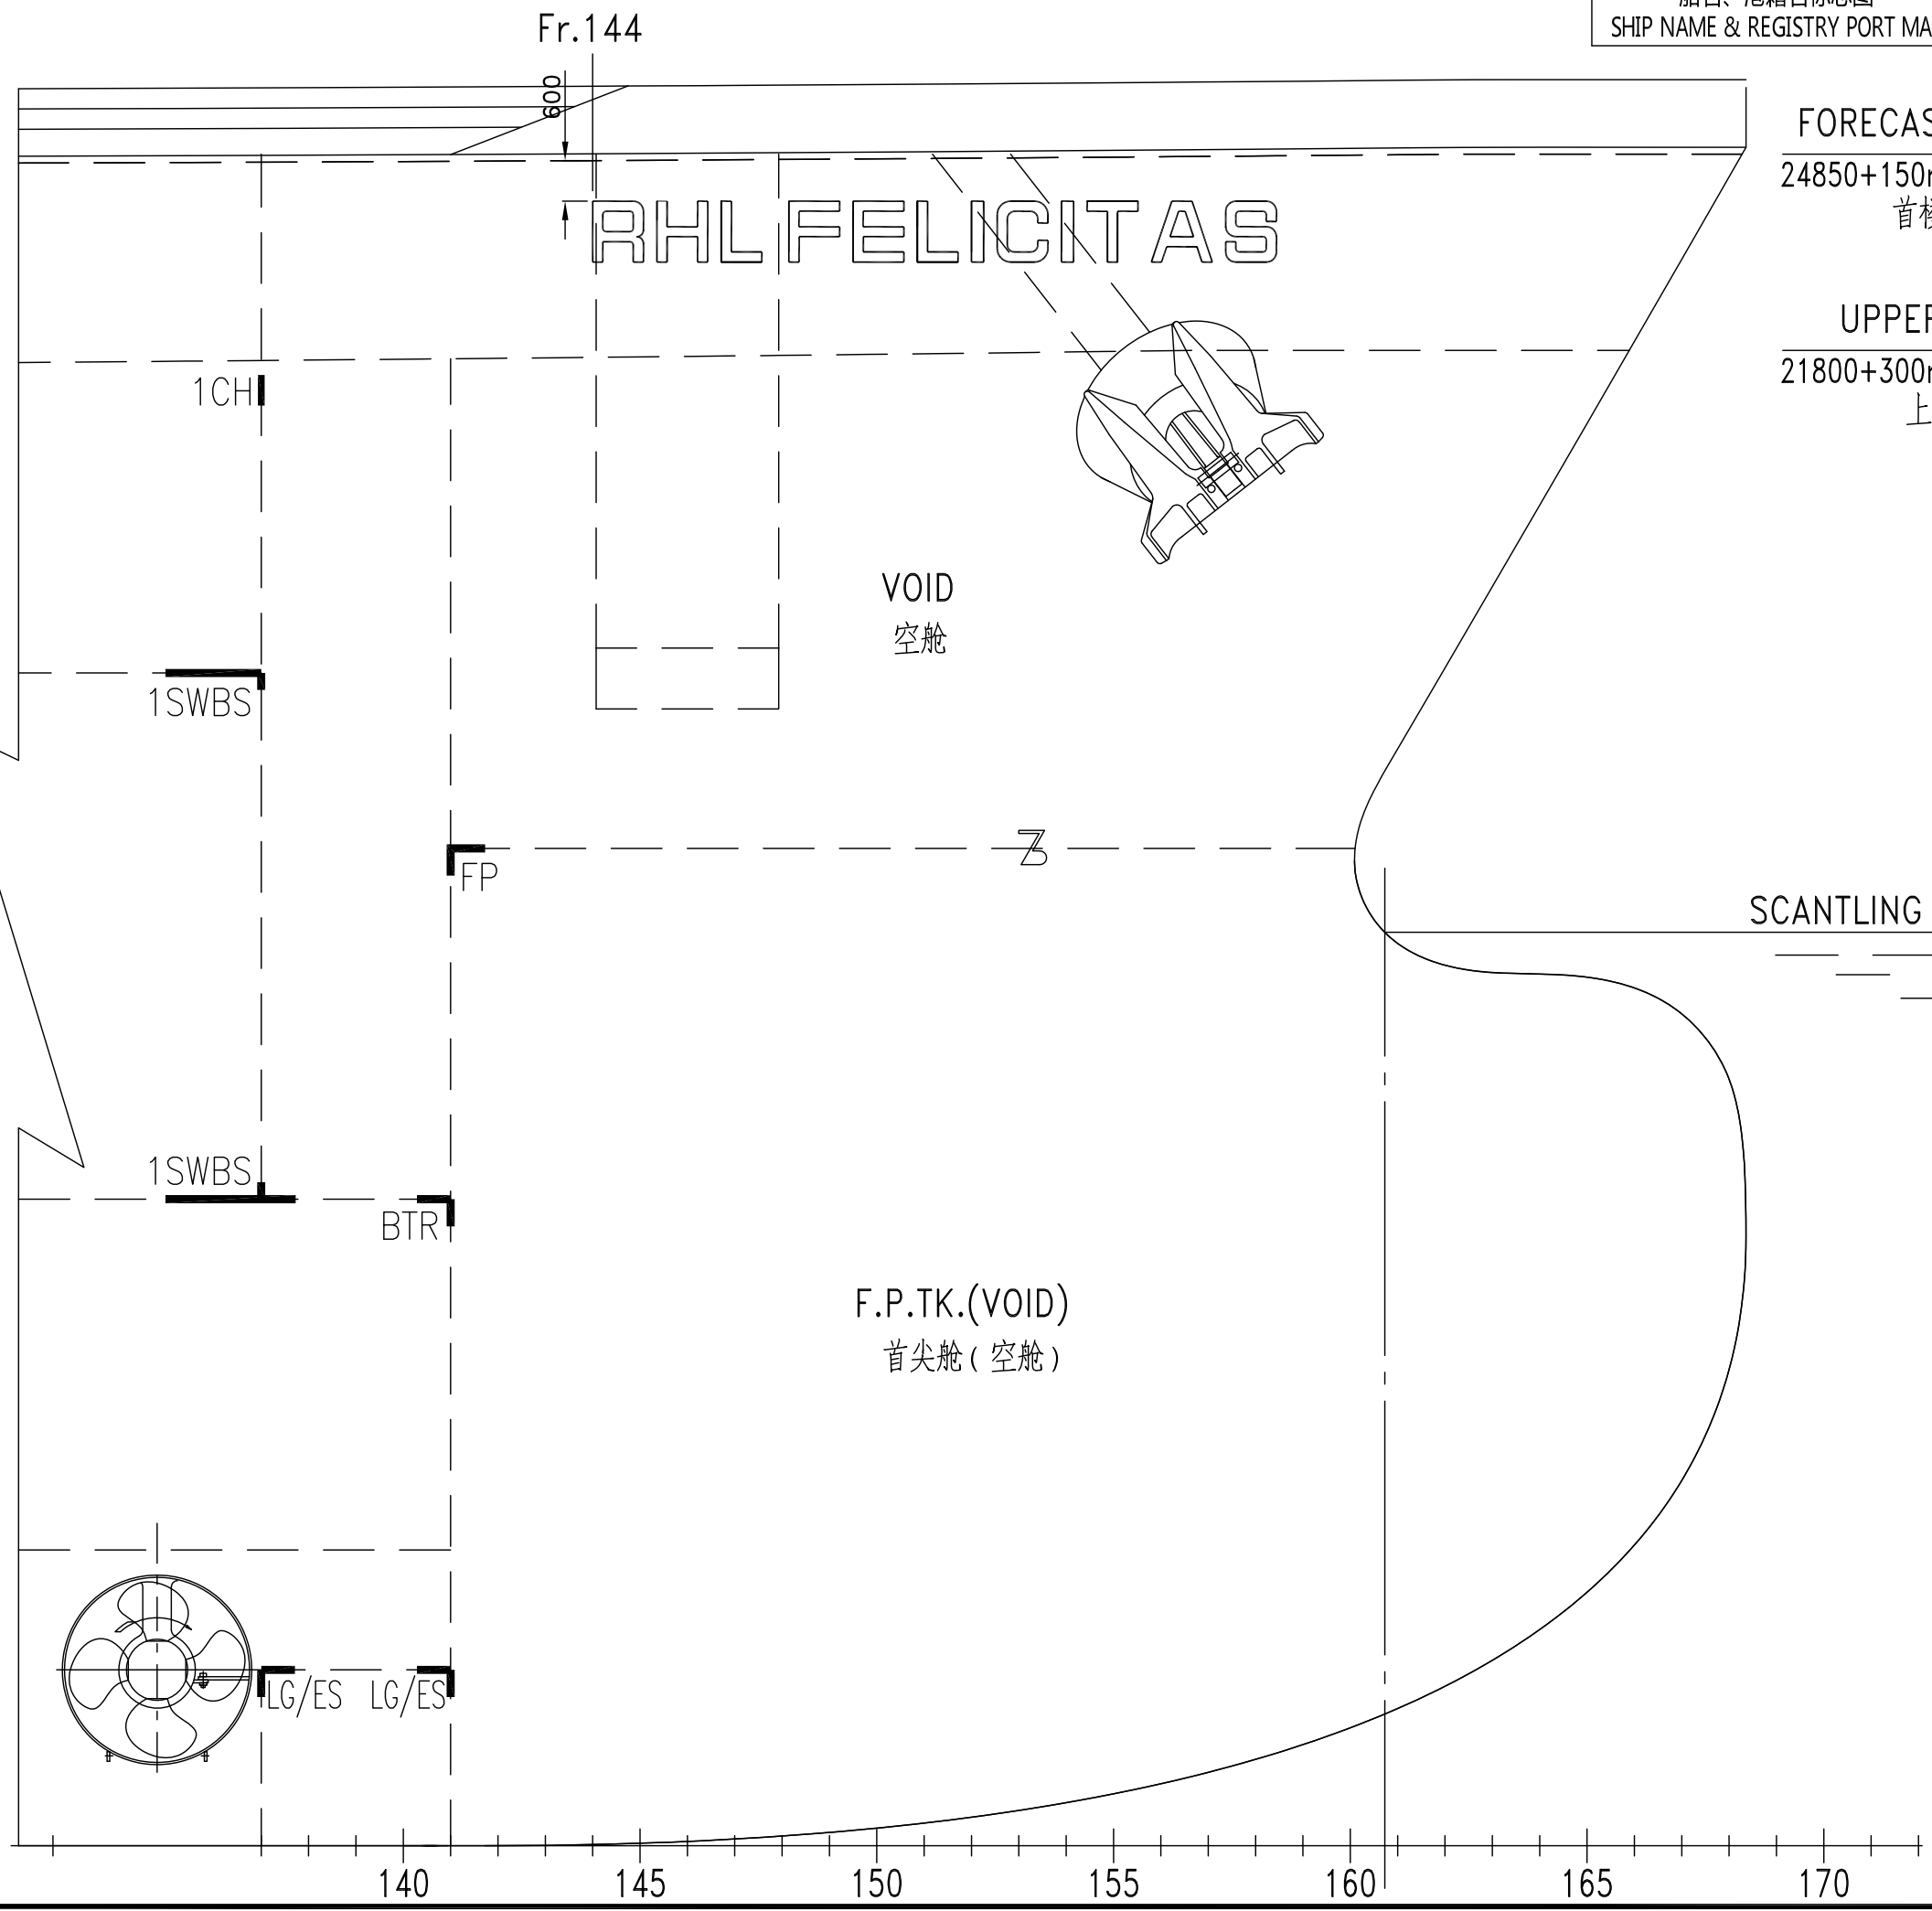 Fr.144
SHIP NAME & REGISTRY PORT MA
600
FORECAS
24850+150
首
RHL FELICITAS
UPPER
21800+300
上
1CH
VOID
空舱
1SWBS
FP
SCANTLING
1SWBS
BTR
F.P.TK.(VOID)
首尖舱(空舱)
LG/ES LG/ES
140 145 150 155 160 165 170